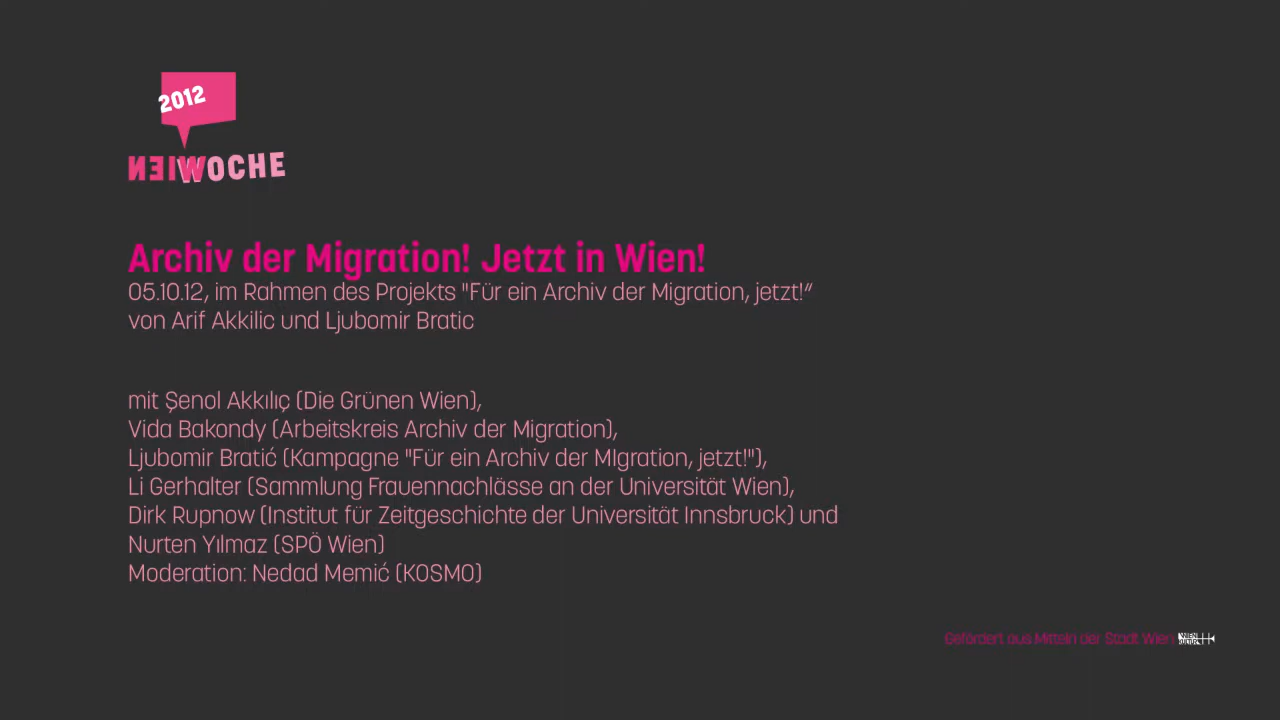 2012
WIENWOCHE
Archiv der Migration! Jetzt in Wien!
05.10.12, im Rahmen des Projekts "Für ein Archiv der Migration, jetzt!“
von Arif Akkilic und Ljubomir Bratic
mit Şenol Akkılıç (Die Grünen Wien),
Vida Bakondy (Arbeitskreis Archiv der Migration),
Ljubomir Bratić (Kampagne "Für ein Archiv der MIgration, jetzt!"),
Li Gerhalter (Sammlung Frauennachlässe an der Universität Wien),
Dirk Rupnow (Institut für Zeitgeschichte der Universität Innsbruck) und
Nurten Yılmaz (SPÖ Wien)
Moderation: Nedad Memić (KOSMO)
Gefördert aus Mitteln der Stadt Wien WIEN KULTUR